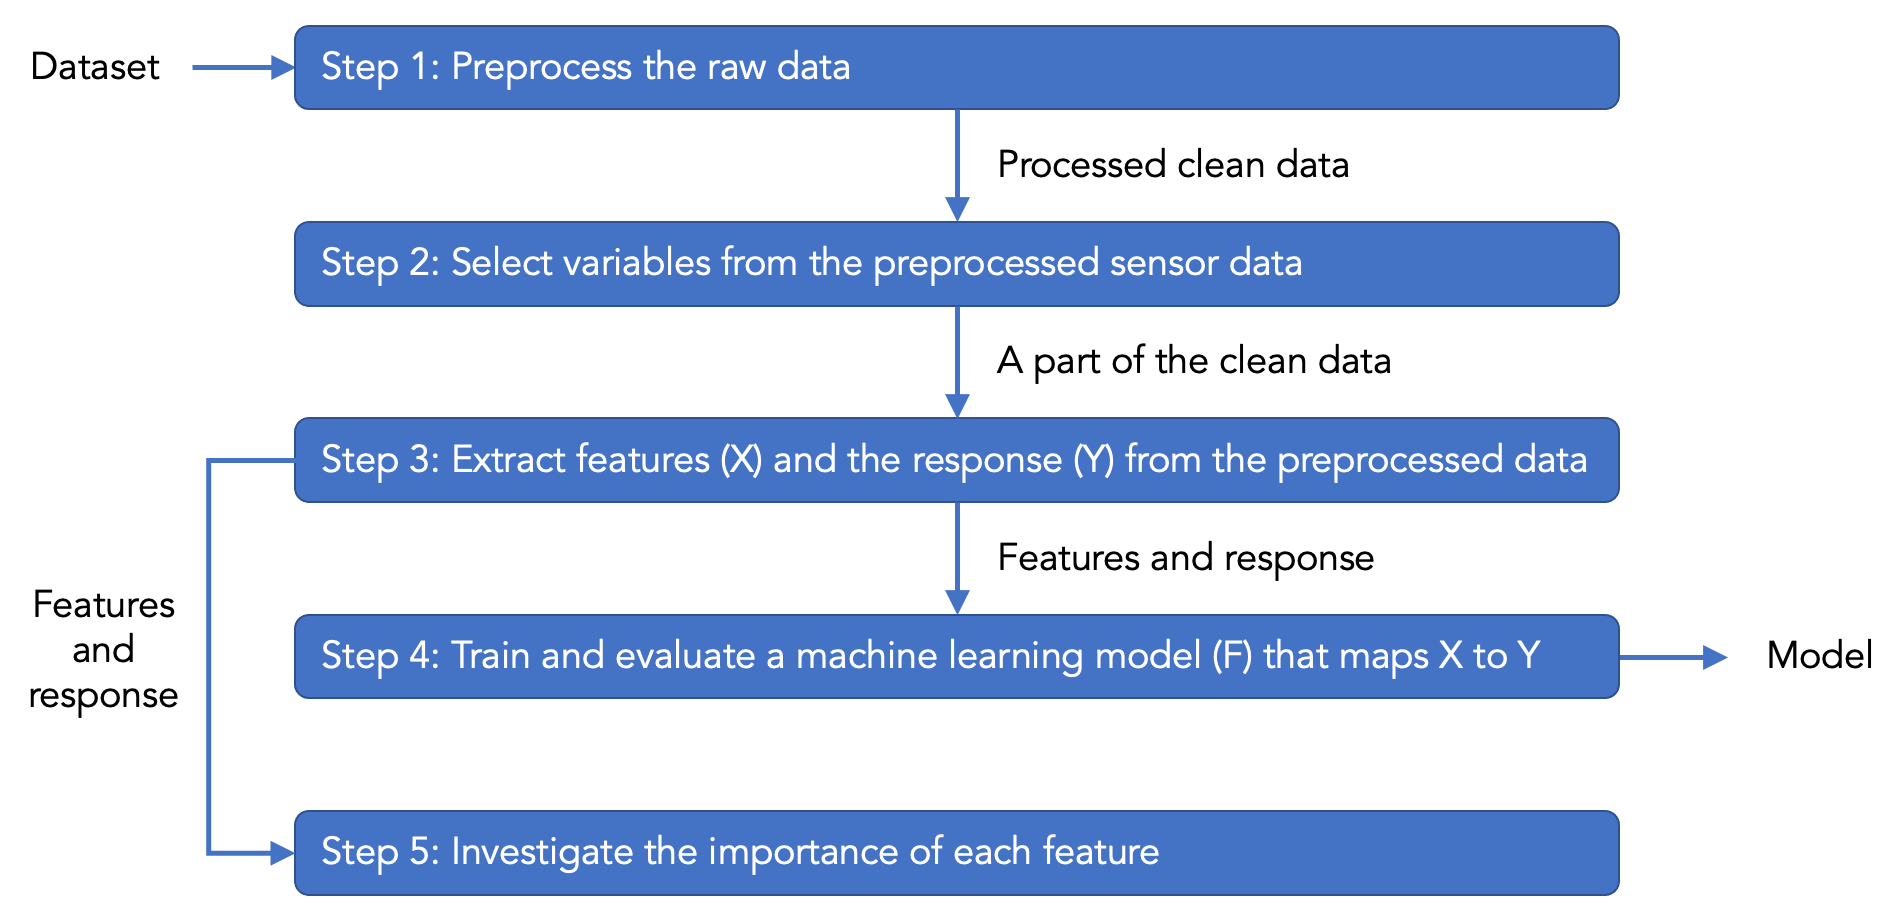 Dataset
Step 1: Preprocess the raw data
Processed clean data
Step 2: Select variables from the preprocessed sensor data
A part of the clean data
Step 3: Extract features (X) and the response (Y) from the preprocessed data
Features and response
Features
and
response
Step 4: Train and evaluate a machine learning model (F) that maps X to Y
Model
Step 5: Investigate the importance of each feature